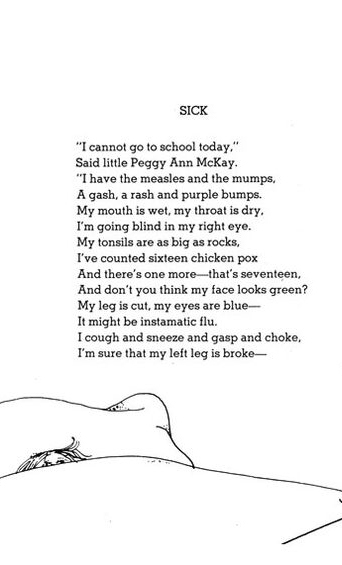 SICK
"I cannot go to school today,"
Said little Peggy Ann McKay.
"I have the measles and the mumps,
A gash, a rash and purple bumps.
My mouth is wet, my throat is dry,
I'm going blind in my right eye.
My tonsils are as big as rocks,
I've counted sixteen chicken pox
And there's one more—that's seventeen,
And don't you think my face looks green?
My leg is cut, my eyes are blue—
It might be instamatic flu.
I cough and sneeze and gasp and choke,
I'm sure that my left leg is broke—